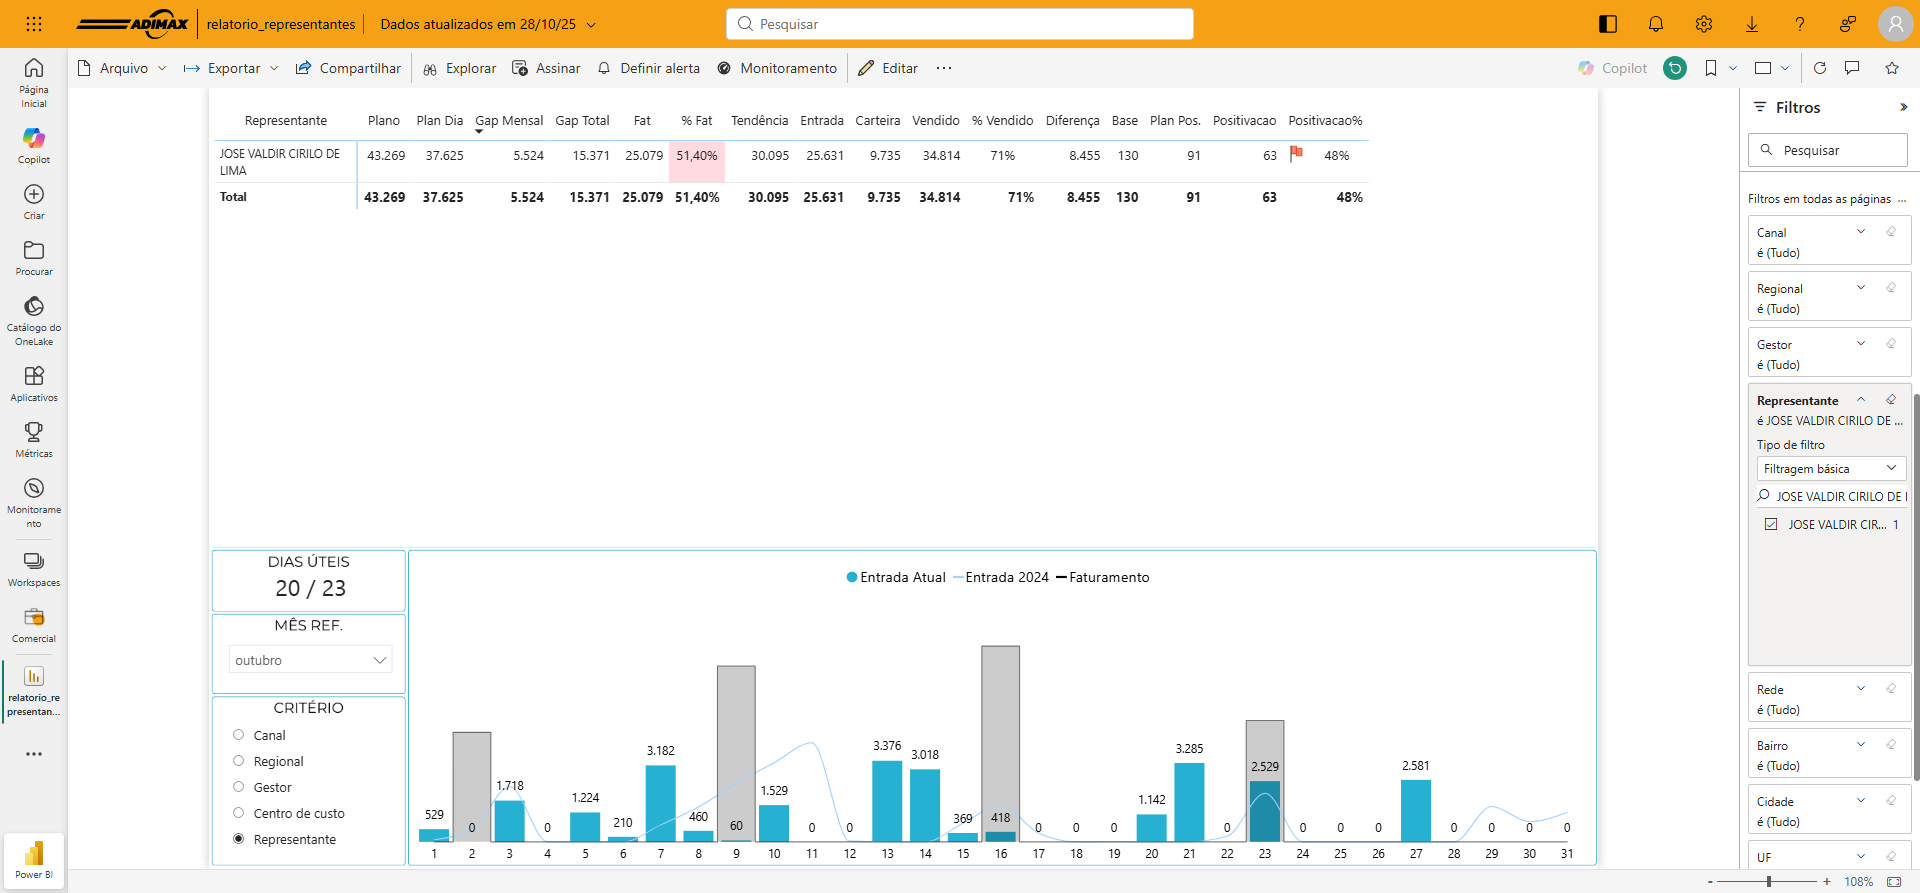 ADIMAX
relatorio_representantes
Dados atualizados em 28/10/25
Pesquisar
Arquivo
Exportar
Compartilhar
Explorar
Assinar
Definir alerta
Monitoramento
Editar
Copilot
Página
Inicial
Copilot
Criar
Procurar
Catálogo do
OneLake
Aplicativos
Métricas
Monitorame
nto
Workspaces
Comercial
relatorio_re
presentan...
Power BI
Representante Plano Plan Dia Gap Mensal Gap Total Fat % Fat Tendência Entrada Carteira Vendido % Vendido Diferença Base Plan Pos. Positivacao Positivacao%
JOSE VALDIR CIRILO DE
LIMA
43.269 37.625 5.524 15.371 25.079 51,40% 30.095 25.631 9.735 34.814 71% 8.455 130 91 63 48%
Total 43.269 37.625 5.524 15.371 25.079 51,40% 30.095 25.631 9.735 34.814 71% 8.455 130 91 63 48%
DIAS ÚTEIS
20 / 23
MÊS REF.
outubro
CRITÉRIO
Canal
Regional
Gestor
Centro de custo
Representante
Entrada Atual Entrada 2024 Faturamento
529 0 1.718 0 1.224 210 3.182 460 60 1.529 0 0 3.376 3.018 369 418 0 0 0 1.142 3.285 0 2.529 0 0 0 2.581 0 0 0 0
1 2 3 4 5 6 7 8 9 10 11 12 13 14 15 16 17 18 19 20 21 22 23 24 25 26 27 28 29 30 31
Filtros
Pesquisar
Filtros em todas as páginas ...
Canal
é (Tudo)
Regional
é (Tudo)
Gestor
é (Tudo)
Representante
é JOSE VALDIR CIRILO DE ...
Tipo de filtro
Filtragem básica
JOSE VALDIR CIRILO DE l
JOSE VALDIR CIR... 1
Rede
é (Tudo)
Bairro
é (Tudo)
Cidade
é (Tudo)
UF
- + 108%